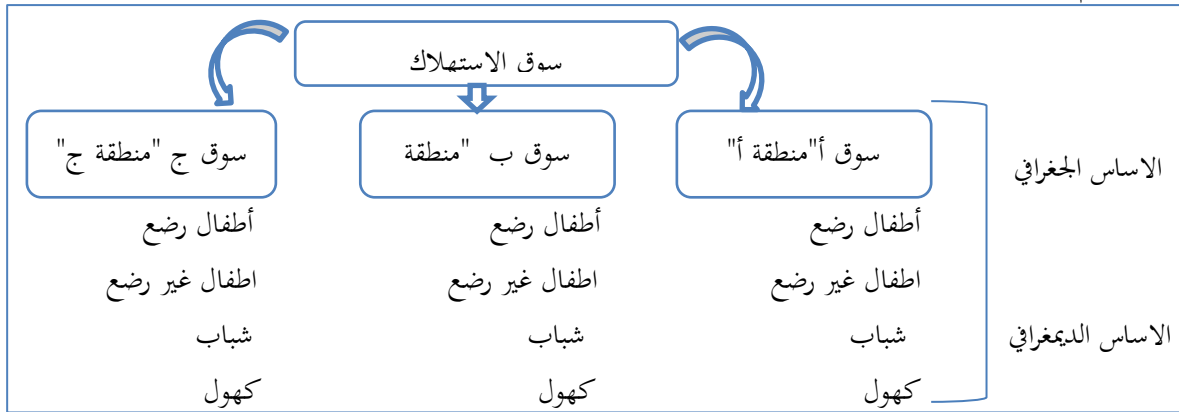 سوق الاستهلاك
سوق أ"منطقة أ" سوق ب "منطقة سوق ج "منطقة ج"
الاساس الجغرافي
أطفال رضع أطفال رضع أطفال رضع
اطفال غير رضع اطفال غير رضع اطفال غير رضع
الاساس الديمغرافي شباب شباب شباب
كهول كهول كهول